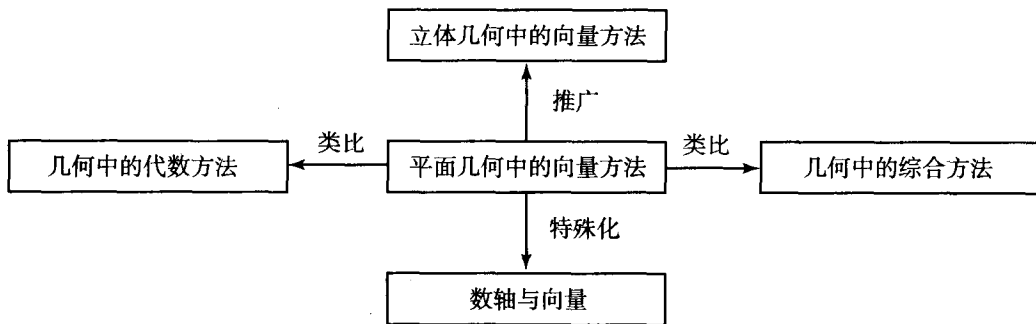 立体几何中的向量方法
推广
类比
类比
几何中的代数方法
平面几何中的向量方法
几何中的综合方法
特殊化
数轴与向量